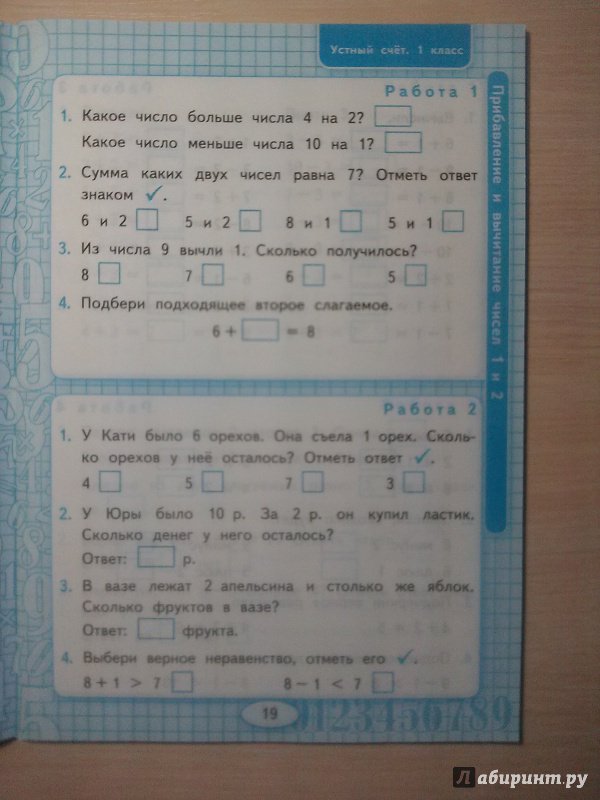 Устный счёт. 1 класс
Прибавление и вычитание чисел 1 и 2
Работа 1
1. Какое число больше числа 4 на 2?
Какое число меньше числа 10 на 1?
2. Сумма каких двух чисел равна 7? Отметь ответ
знаком ✓.
6 и 2 5 и 2 8 и 1 5 и 1
3. Из числа 9 вычли 1. Сколько получилось?
8 7 6 5
4. Подбери подходящее второе слагаемое.
6 + = 8
Работа 2
1. У Кати было 6 орехов. Она съела 1 орех. Сколь-
ко орехов у неё осталось? Отметь ответ ✓.
4 5 7 3
2. У Юры было 10 р. За 2 р. он купил ластик.
Сколько денег у него осталось?
Ответ: р.
3. В вазе лежат 2 апельсина и столько же яблок.
Сколько фруктов в вазе?
Ответ: фрукта.
4. Выбери верное неравенство, отметь его ✓.
8 + 1 > 7 8 − 1 < 7
19
0123456789
Лабиринт.ру